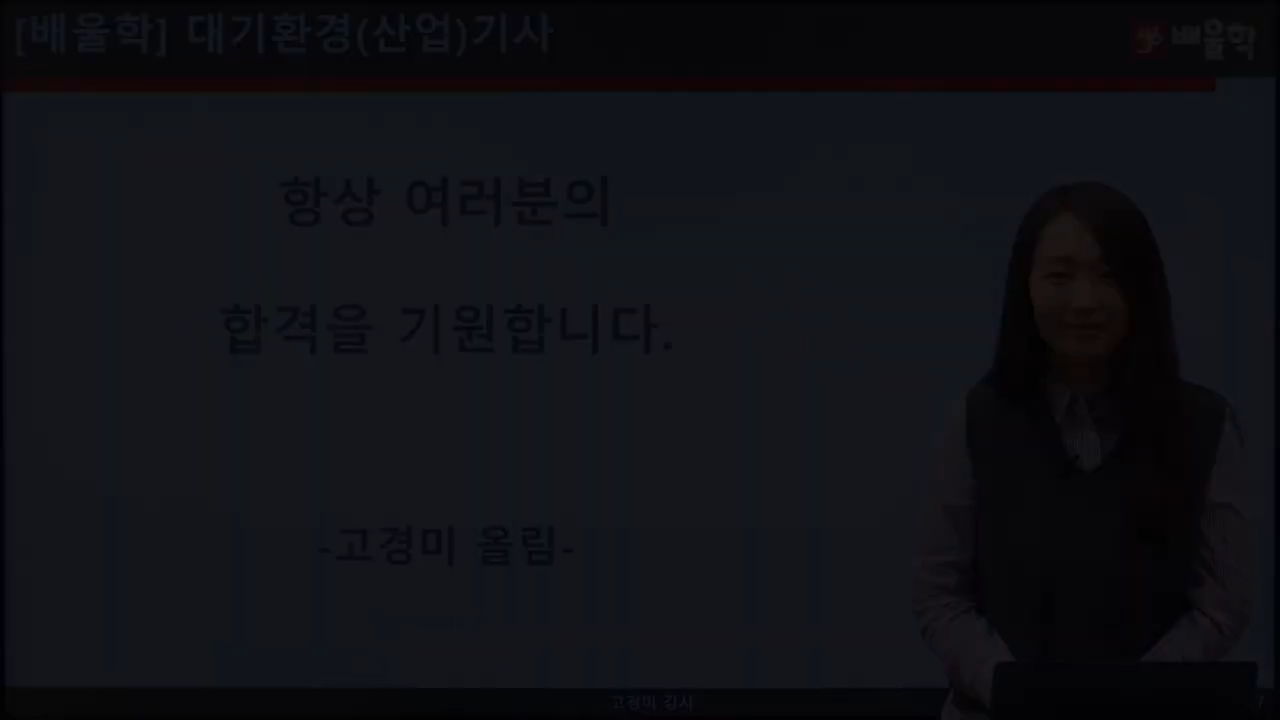 [배울학] 대기환경(산업)기사
배울학
항상 여러분의
합격을 기원합니다.
-고경미 올림-
고경미 강사
7